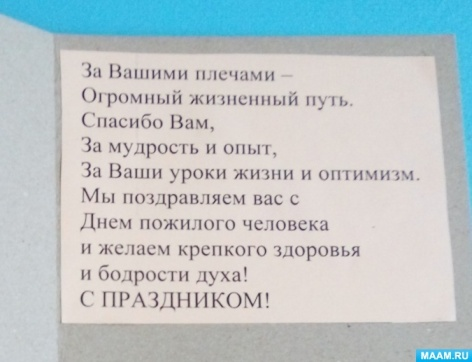 За Вашими плечами –
Огромный жизненный путь.
Спасибо Вам,
За мудрость и опыт,
За Ваши уроки жизни и оптимизм.
Мы поздравляем вас с
Днем пожилого человека
и желаем крепкого здоровья
и бодрости духа!
С ПРАЗДНИКОМ!
MAAM.RU